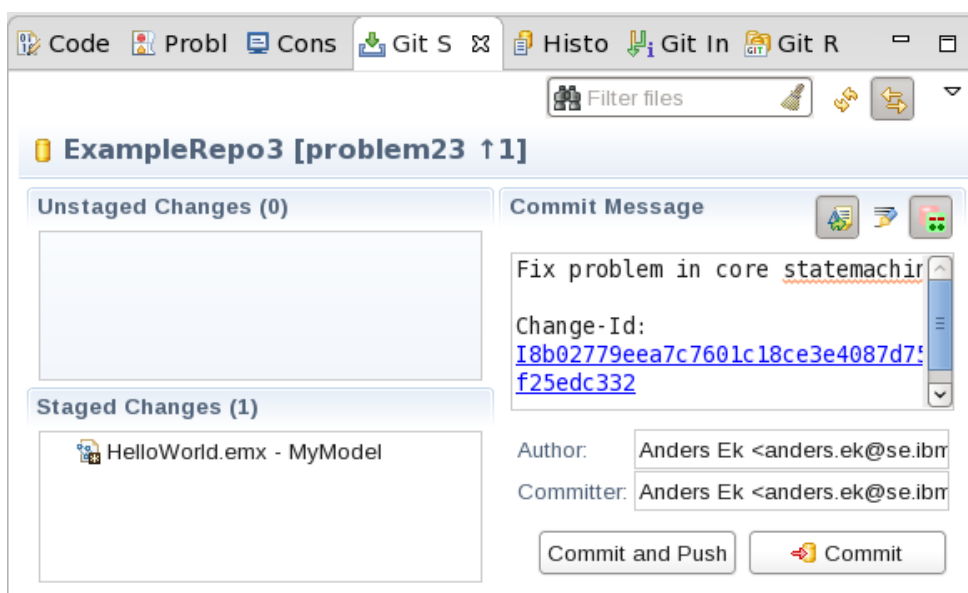 Code Probl Cons Git S Histo Git In Git R
Filter files
ExampleRepo3 [problem23 ↑1]
Unstaged Changes (0)
Commit Message
Fix problem in core statemachin
Change-Id:
I8b02779eea7c7601c18ce3e4087d75
f25edc332
Staged Changes (1)
HelloWorld.emx - MyModel
Author: Anders Ek <anders.ek@se.ibm
Committer: Anders Ek <anders.ek@se.ibm
Commit and Push Commit